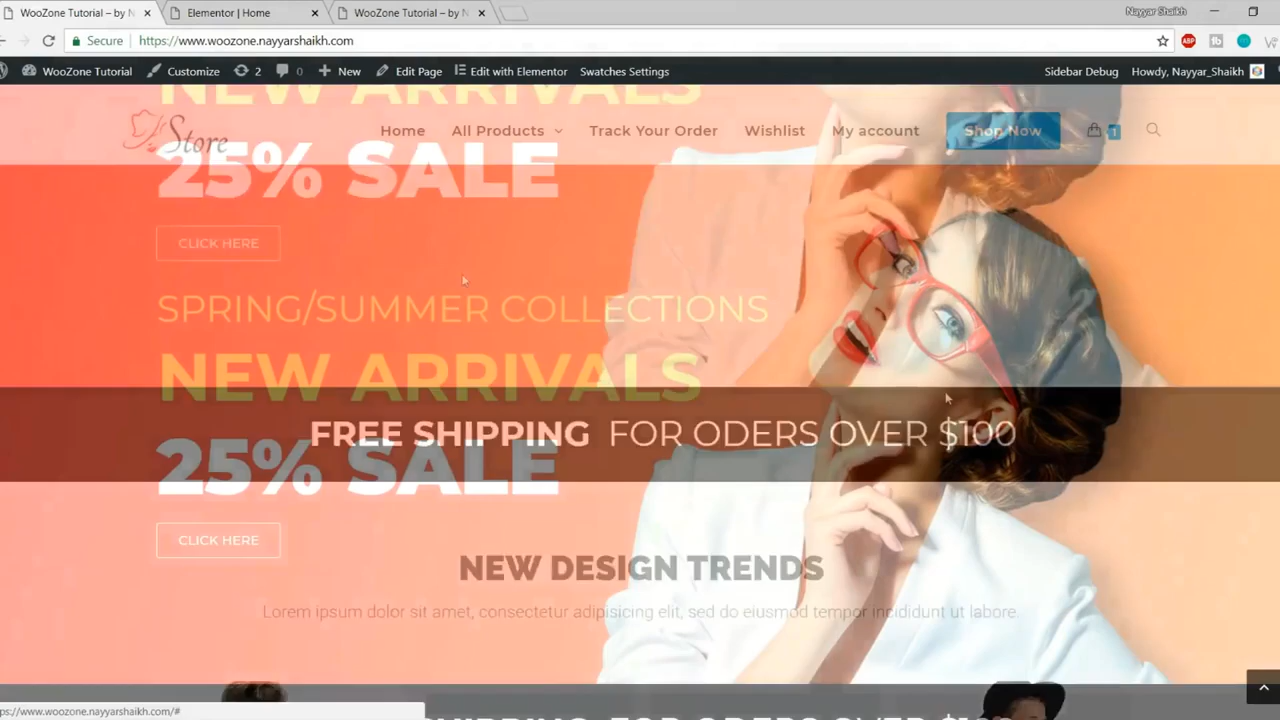 WooZone Tutorial – by N
Elementor | Home
WooZone Tutorial – by N
Nayyar Shaikh
Secure
https://www.woozone.nayyarshaikh.com
ABP
WooZone Tutorial
Customize
2
0
New
Edit Page
Edit with Elementor
Swatches Settings
Sidebar Debug
Howdy, Nayyar_Shaikh
NEW ARRIVALS
Store
Home
All Products
Track Your Order
Wishlist
My account
Shop Now
1
25% SALE
CLICK HERE
SPRING/SUMMER COLLECTIONS
NEW ARRIVALS
FREE SHIPPING FOR ODERS OVER $100
25% SALE
CLICK HERE
NEW DESIGN TRENDS
Lorem ipsum dolor sit amet, consectetur adipisicing elit, sed do eiusmod tempor incididunt ut labore.
ps://www.woozone.nayyarshaikh.com/#